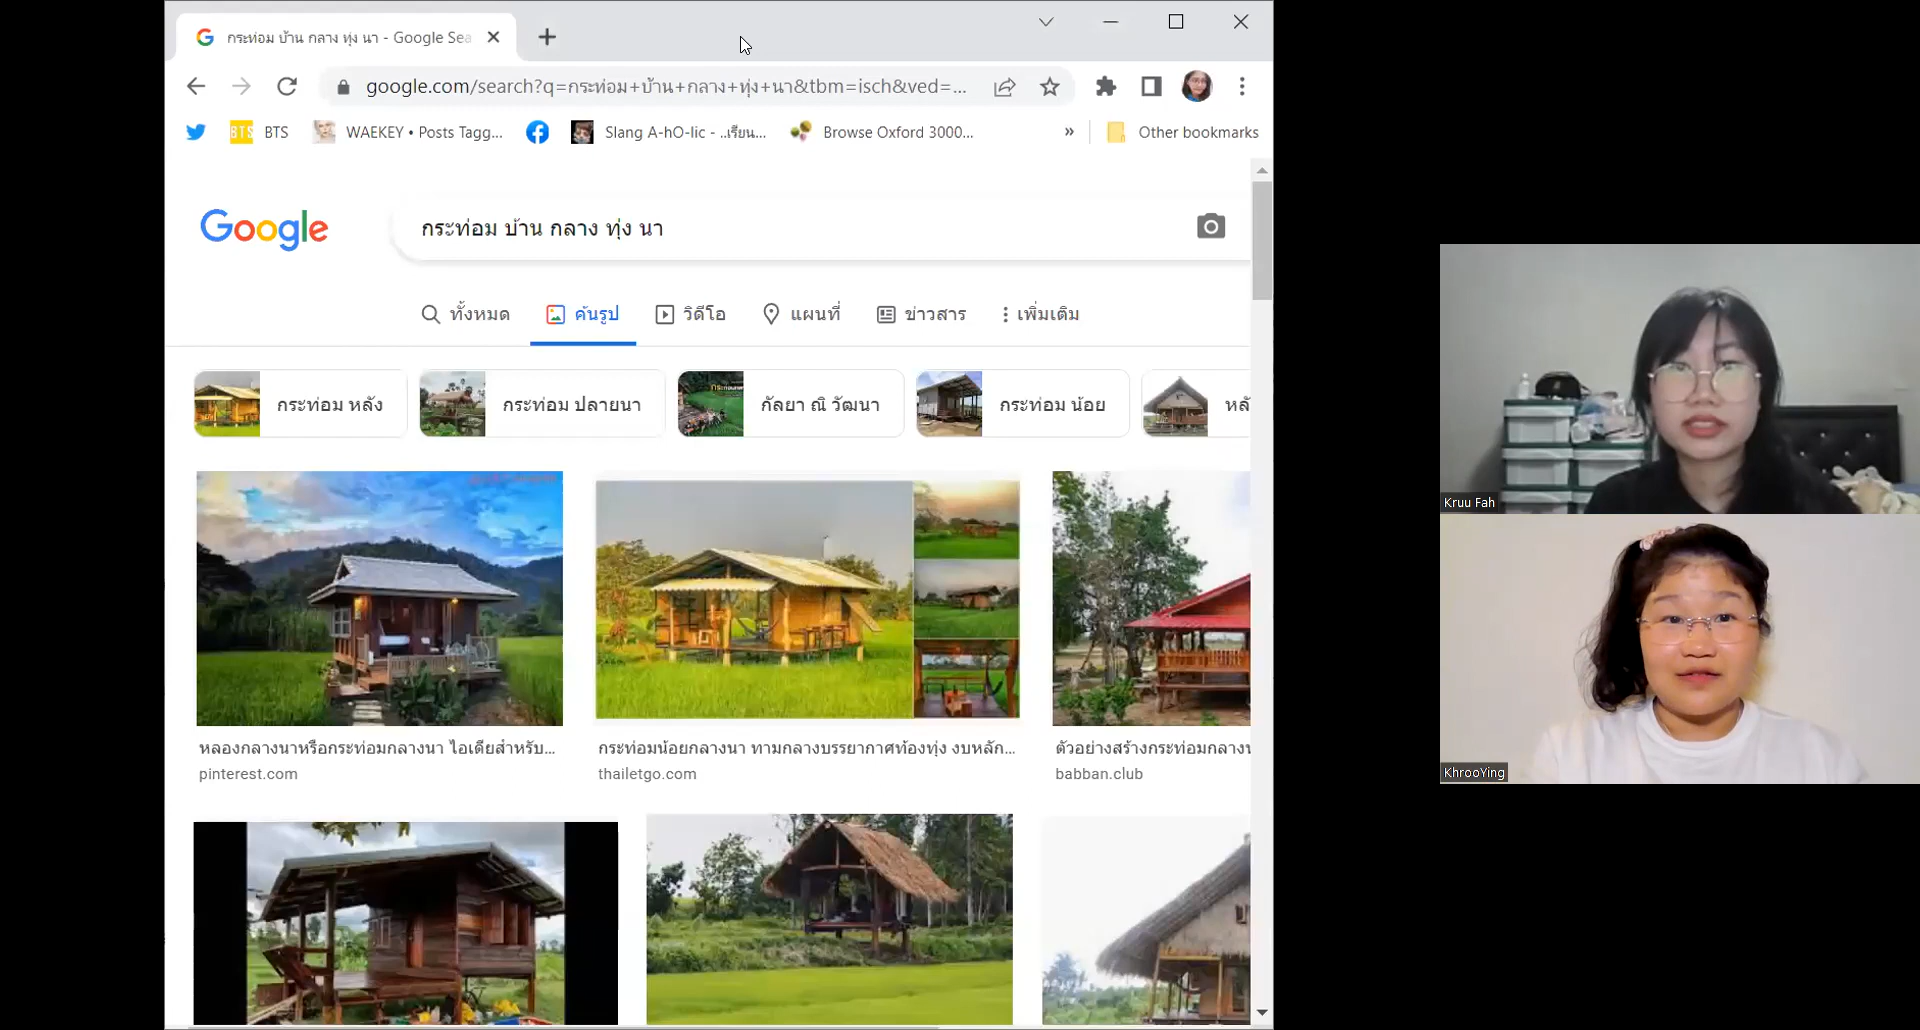 กระท่อม บ้าน กลาง ทุ่ง นา - Google Sea
google.com/search?q=กระท่อม+บ้าน+กลาง+ทุ่ง+นา&tbm=isch&ved=...
BTS BTS WAEKEY • Posts Tagg... Slang A-hO-lic - ..เรียน... Browse Oxford 3000... » Other bookmarks
Google กระท่อม บ้าน กลาง ทุ่ง นา
ทั้งหมด ค้นรูป วิดีโอ แผนที่ ข่าวสาร เพิ่มเติม
กระท่อม หลัง กระท่อม ปลายนา กัลยา ณิ วัฒนา กระท่อม น้อย หลั
หลองกลางนาหรือกระท่อมกลางนา ไอเดียสำหรับ... กระท่อมน้อยกลางนา ทามกลางบรรยากาศท้องทุ่ง งบหลัก... ตัวอย่างสร้างกระท่อมกลาง
pinterest.com thailetgo.com babban.club
Kruu Fah
KhrooYing